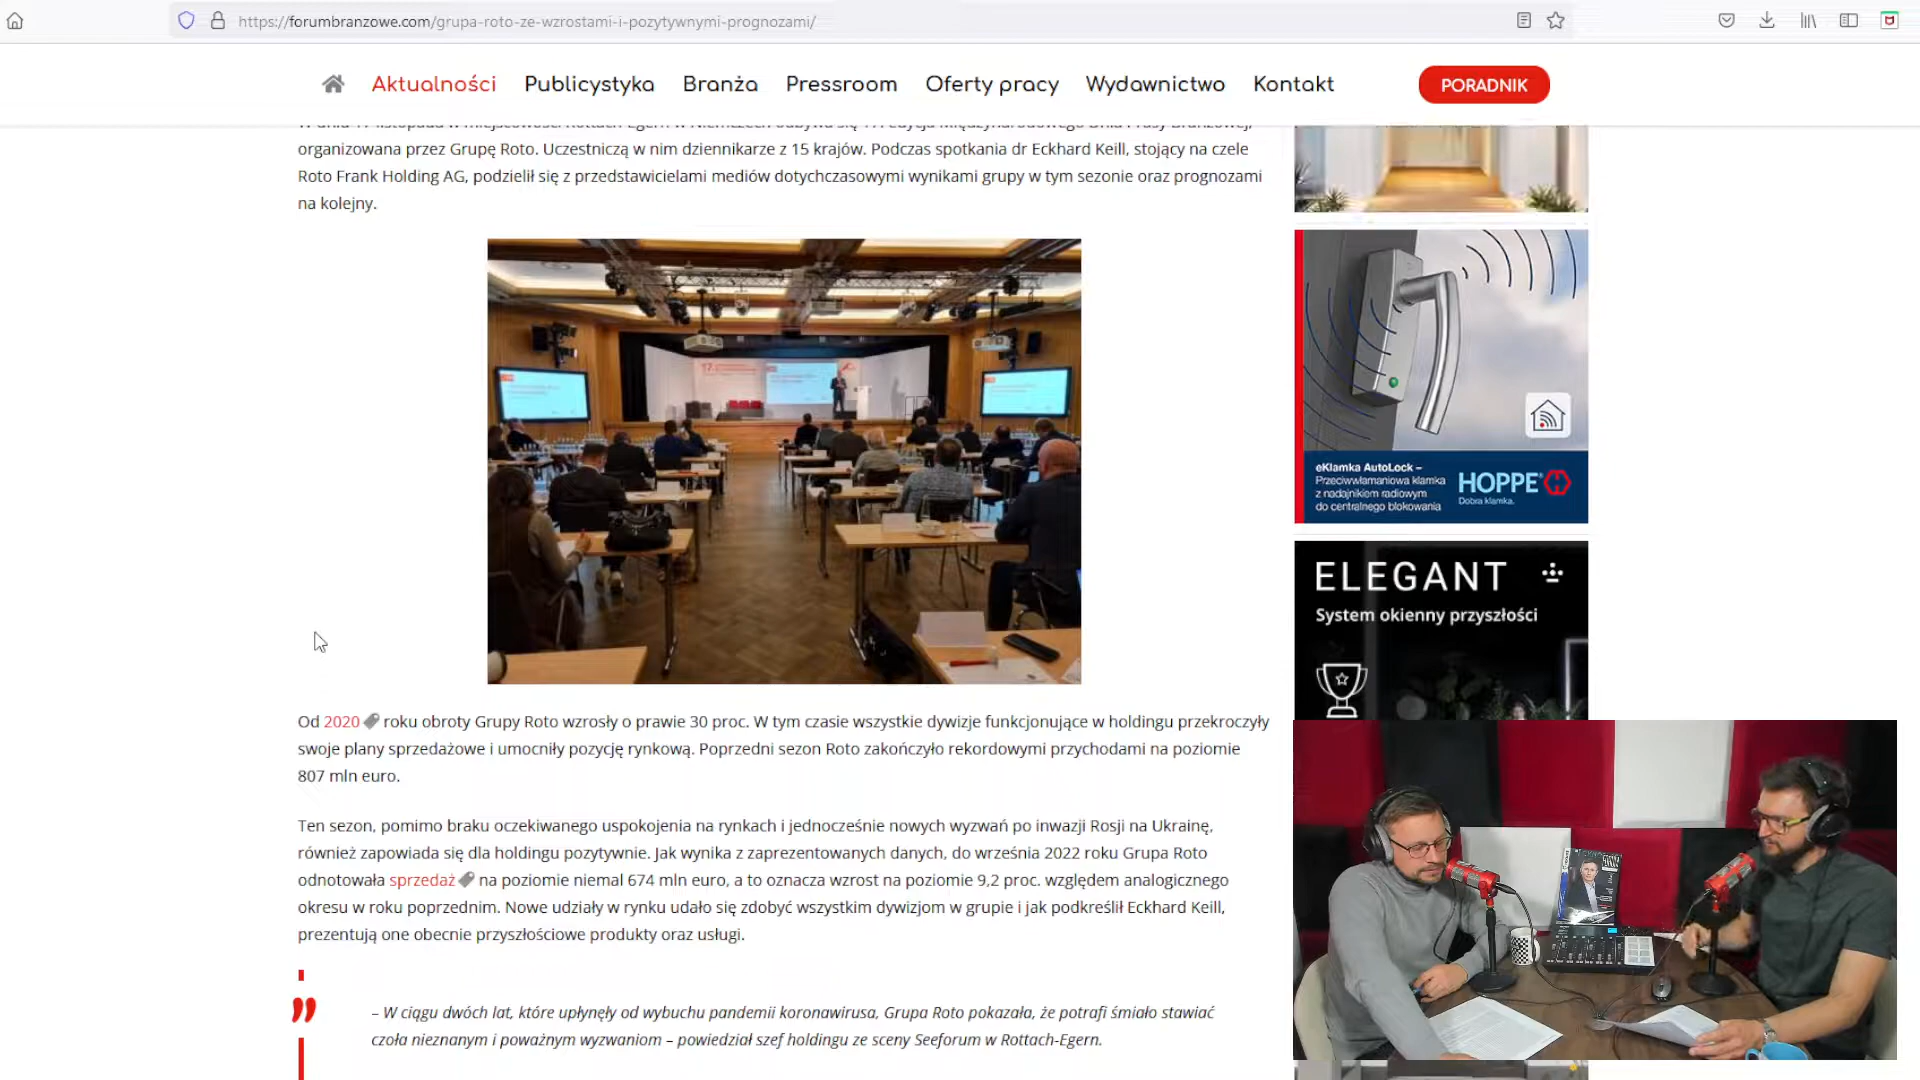 https://forumbranzowe.com/grupa-roto-ze-wzrostami-i-pozytywnymi-prognozami/
Aktualności Publicystyka Branża Pressroom Oferty pracy Wydawnictwo Kontakt PORADNIK
organizowana przez Grupę Roto. Uczestniczą w nim dziennikarze z 15 krajów. Podczas spotkania dr Eckhard Keill, stojący na czele
Roto Frank Holding AG, podzielił się z przedstawicielami mediów dotychczasowymi wynikami grupy w tym sezonie oraz prognozami
na kolejny.
17.
eKlamka AutoLock –
Przeciwwłamaniowa klamka
z nadajnikiem radiowym
do centralnego blokowania
HOPPE
Dobra klamka.
ELEGANT
System okienny przyszłości
Od 2020 roku obroty Grupy Roto wzrosły o prawie 30 proc. W tym czasie wszystkie dywizje funkcjonujące w holdingu przekroczyły
swoje plany sprzedażowe i umocniły pozycję rynkową. Poprzedni sezon Roto zakończyło rekordowymi przychodami na poziomie
807 mln euro.
Ten sezon, pomimo braku oczekiwanego uspokojenia na rynkach i jednocześnie nowych wyzwań po inwazji Rosji na Ukrainę,
również zapowiada się dla holdingu pozytywnie. Jak wynika z zaprezentowanych danych, do września 2022 roku Grupa Roto
odnotowała sprzedaż na poziomie niemal 674 mln euro, a to oznacza wzrost na poziomie 9,2 proc. względem analogicznego
okresu w roku poprzednim. Nowe udziały w rynku udało się zdobyć wszystkim dywizjom w grupie i jak podkreślił Eckhard Keill,
prezentują one obecnie przyszłościowe produkty oraz usługi.
– W ciągu dwóch lat, które upłynęły od wybuchu pandemii koronawirusa, Grupa Roto pokazała, że potrafi śmiało stawiać
czoła nieznanym i poważnym wyzwaniom – powiedział szef holdingu ze sceny Seeforum w Rottach-Egern.